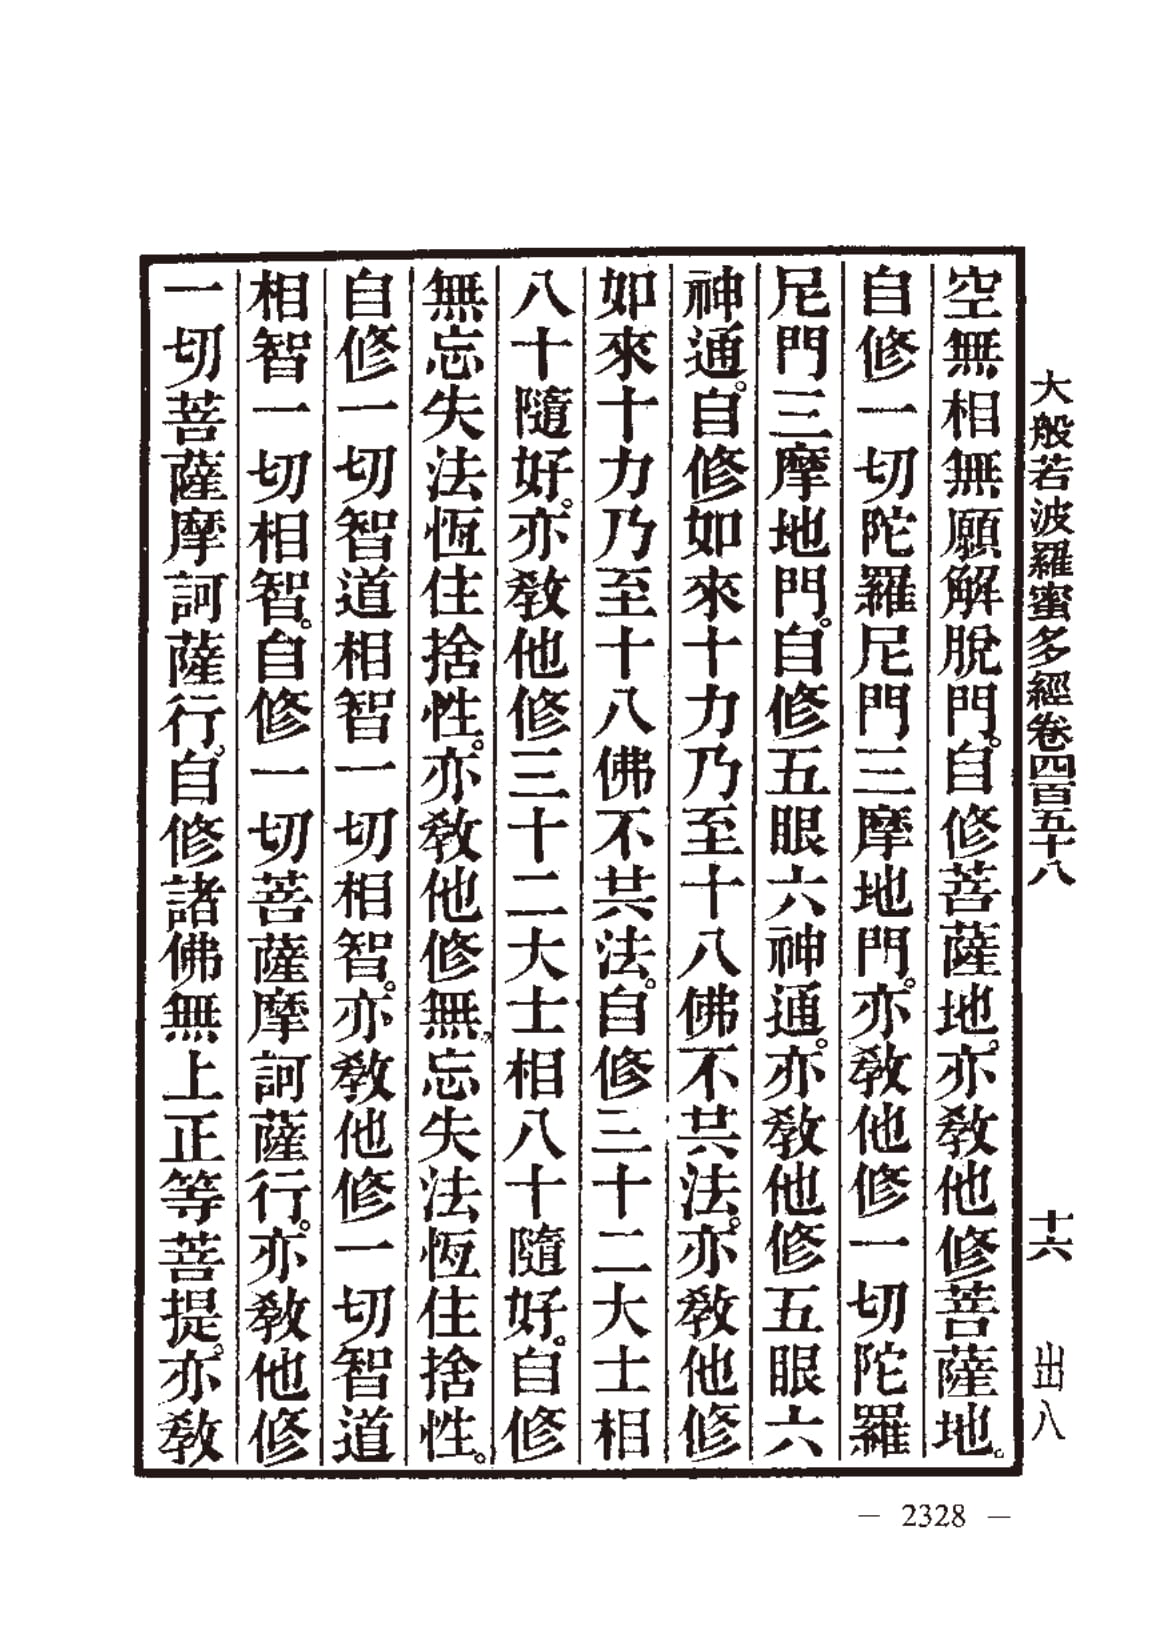 大般若波羅蜜多經卷四百五十八 十六 出八
空無相無願解脫門。自修菩薩地。亦敎他修菩薩地。
自修一切陀羅尼門三摩地門。亦敎他修一切陀羅
尼門三摩地門。自修五眼六神通。亦敎他修五眼六
神通。自修如來十力乃至十八佛不共法。亦敎他修
如來十力乃至十八佛不共法。自修三十二大士相
八十隨好。亦敎他修三十二大士相八十隨好。自修
無忘失法恆住捨性。亦敎他修無忘失法恆住捨性。
自修一切智道相智一切相智。亦敎他修一切智道
相智一切相智。自修一切菩薩摩訶薩行。亦敎他修
一切菩薩摩訶薩行。自修諸佛無上正等菩提。亦敎
— 2328 —